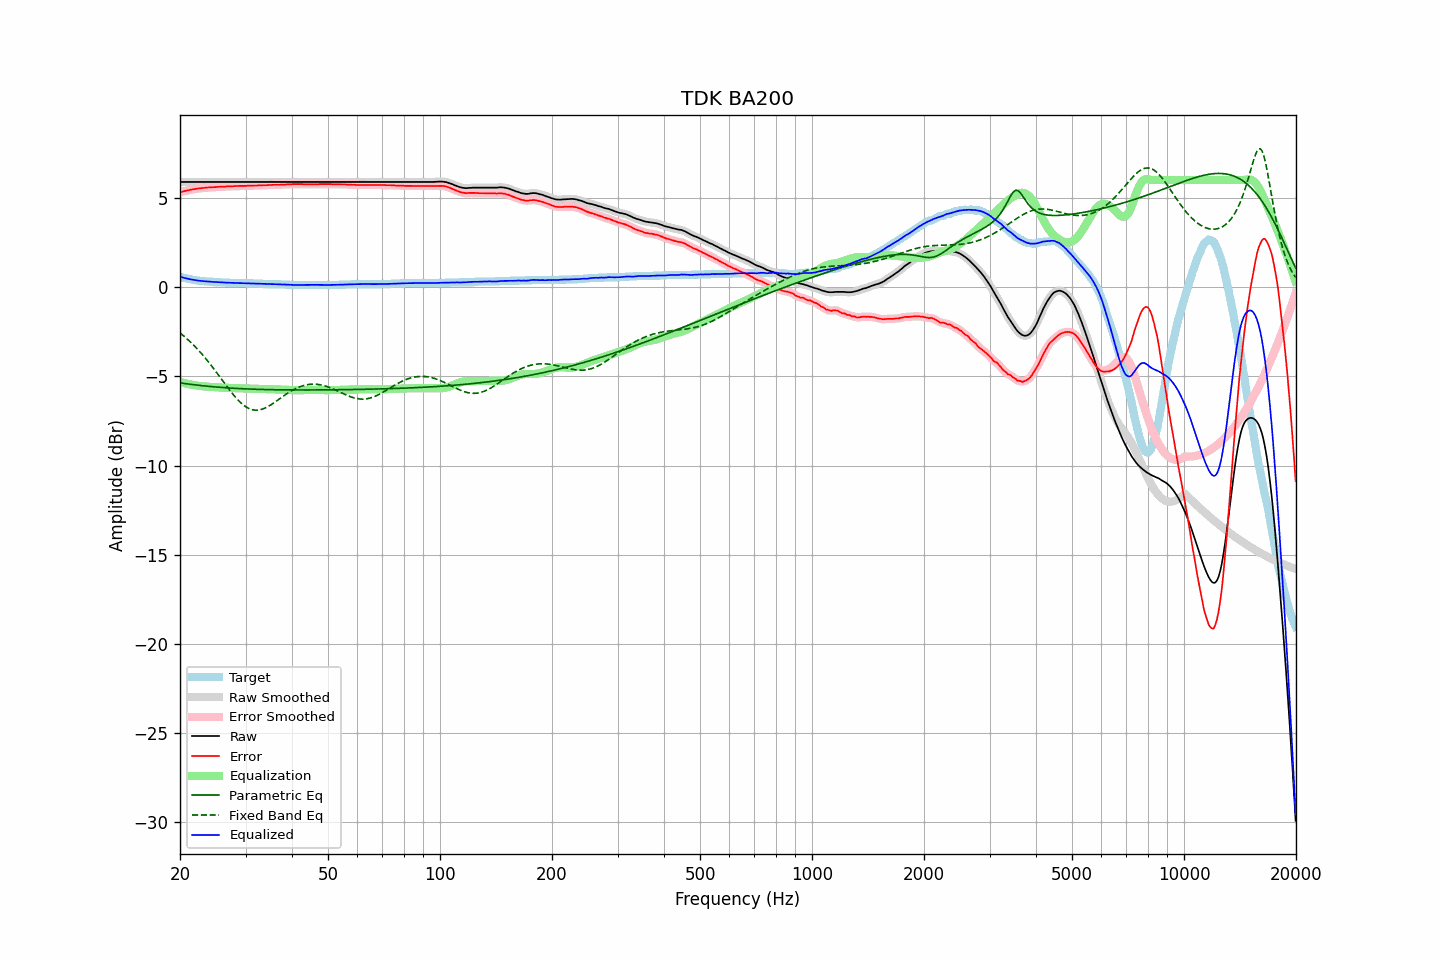 TDK BA200
Amplitude (dBr)
5
0
−5
−10
−15
−20
−25
−30
Target
Raw Smoothed
Error Smoothed
Raw
Error
Equalization
Parametric Eq
Fixed Band Eq
Equalized
20 50 100 200 500 1000 2000 5000 10000 20000
Frequency (Hz)